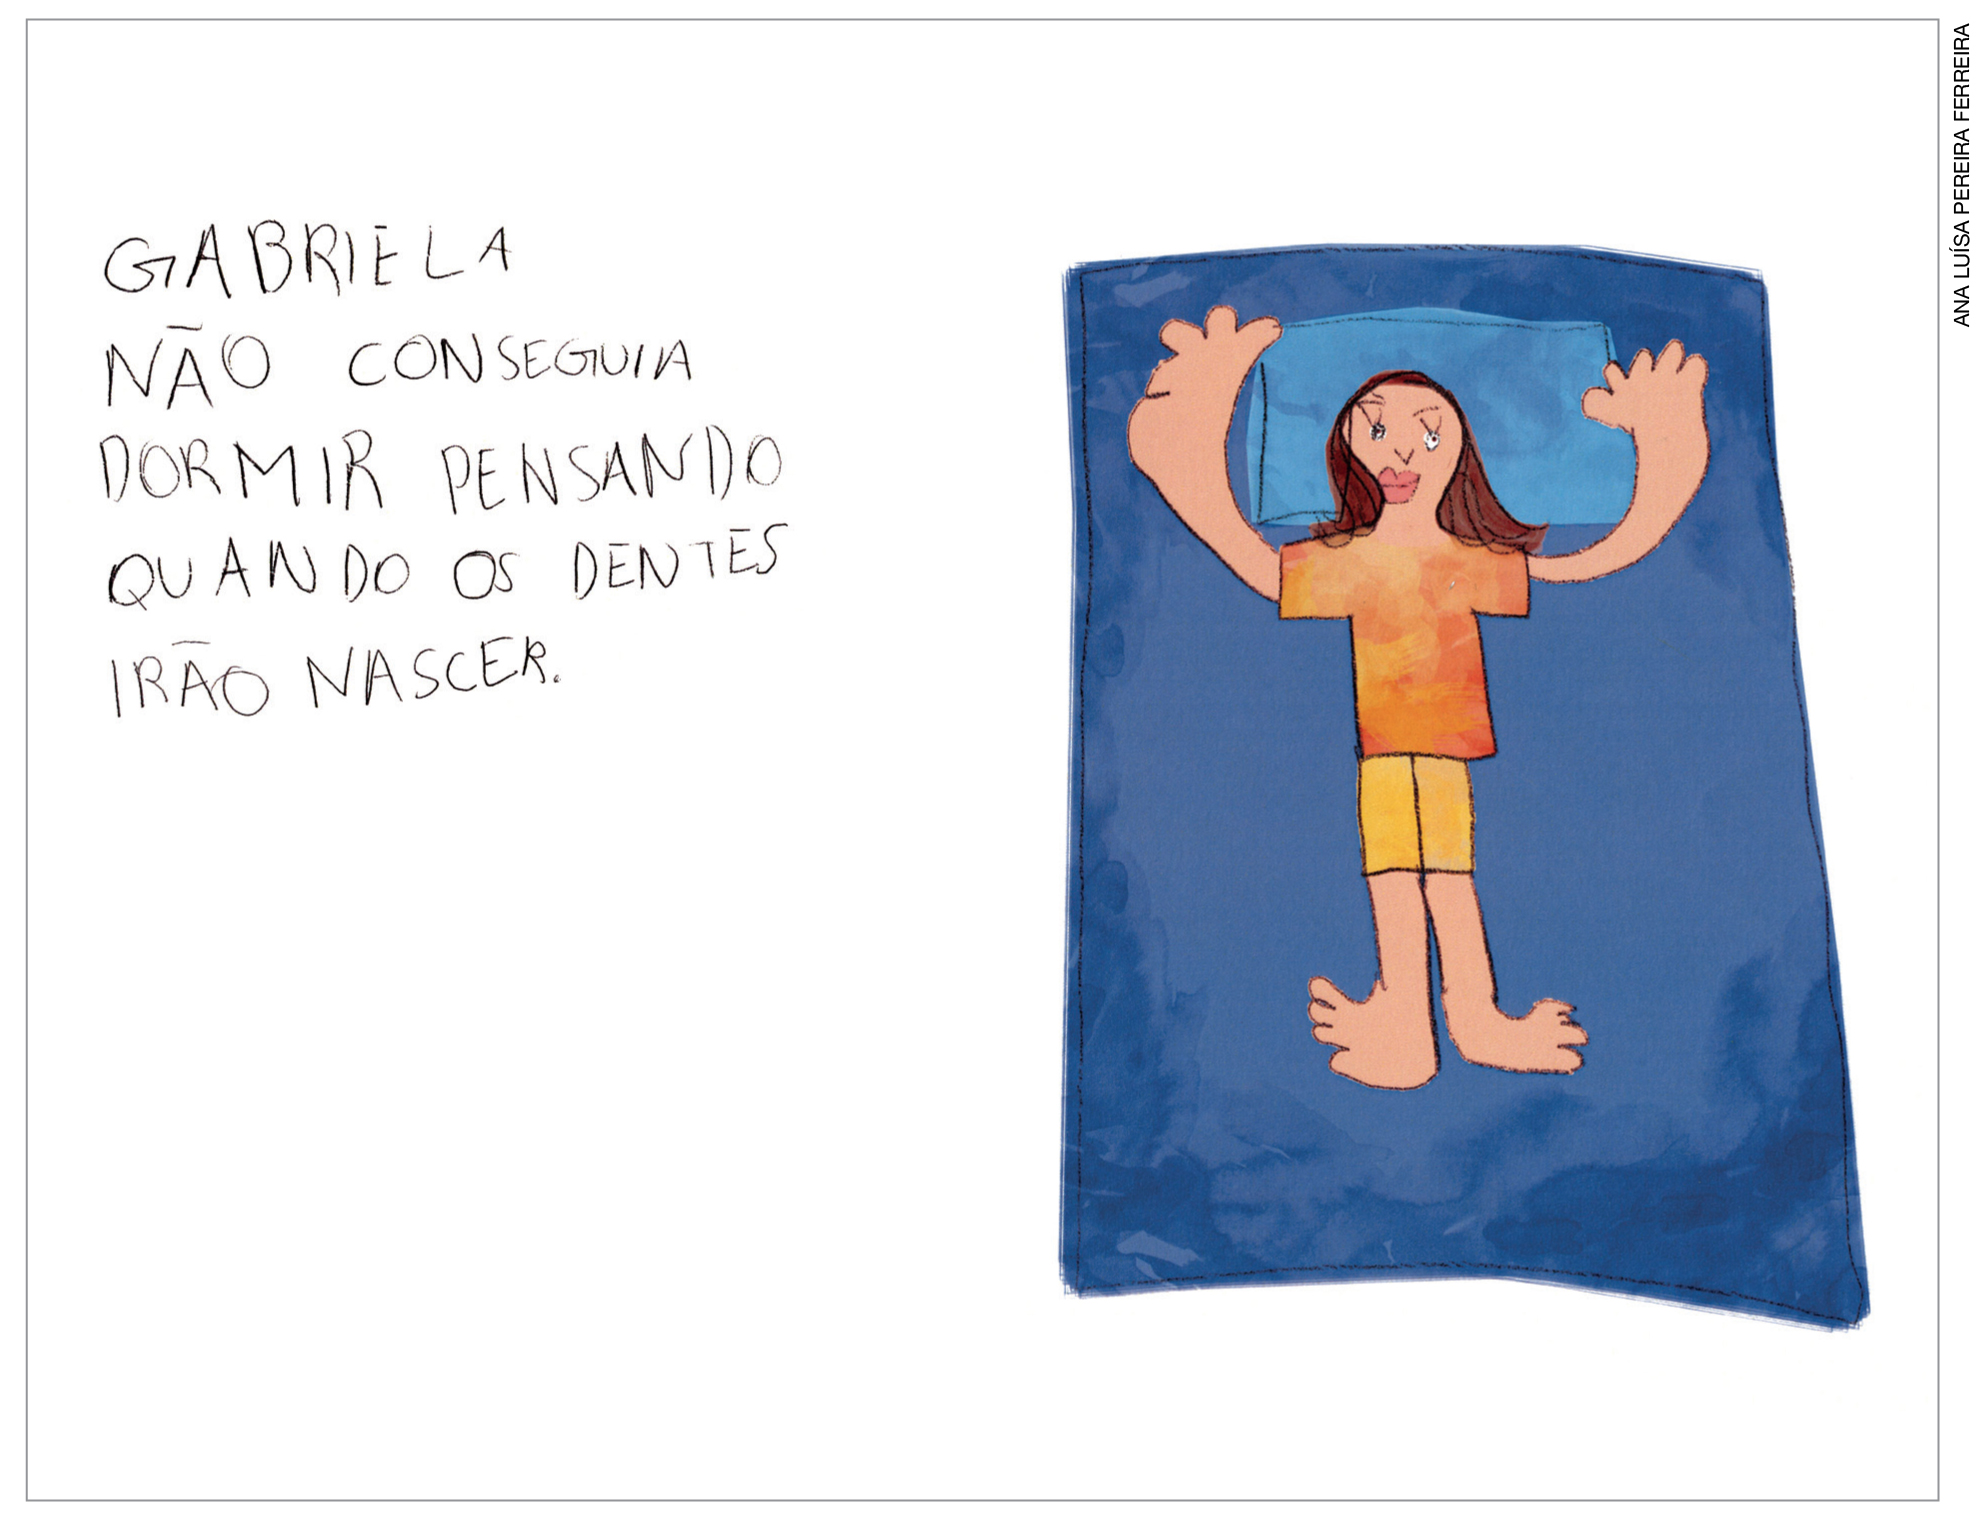 GABRIELA
NÃO CONSEGUIA
DORMIR PENSANDO
QUANDO OS DENTES
IRÃO NASCER.
ANA LUÍSA PEREIRA FERREIRA